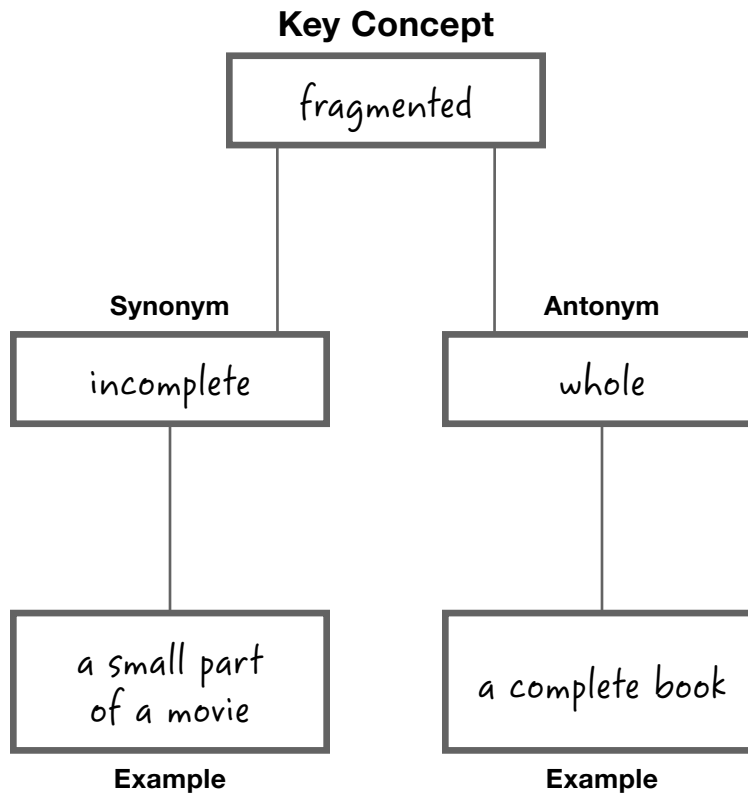 Key Concept
fragmented
Synonym
Antonym
incomplete
whole
a small part
of a movie
a complete book
Example
Example